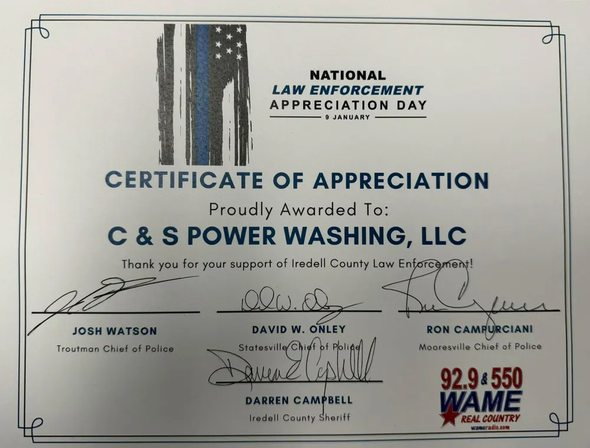 NATIONAL
LAW ENFORCEMENT
APPRECIATION DAY
9 JANUARY
CERTIFICATE OF APPRECIATION
Proudly Awarded To:
C & S POWER WASHING, LLC
Thank you for your support of Iredell County Law Enforcement!
JOSH WATSON
Troutman Chief of Police
DAVID W. ONLEY
Statesville Chief of Police
RON CAMPURCIANI
Mooresville Chief of Police
DARREN CAMPBELL
Iredell County Sheriff
92.9 & 550
WAME
REAL COUNTRY
wameradio.com